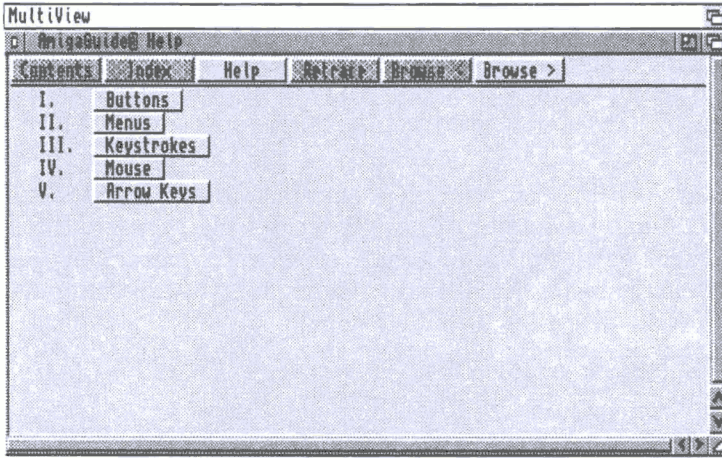 MultiView
AmigaGuide® Help
Contents Index Help Retrace Browse < Browse >
I. Buttons
II. Menus
III. Keystrokes
IV. Mouse
V. Arrow Keys